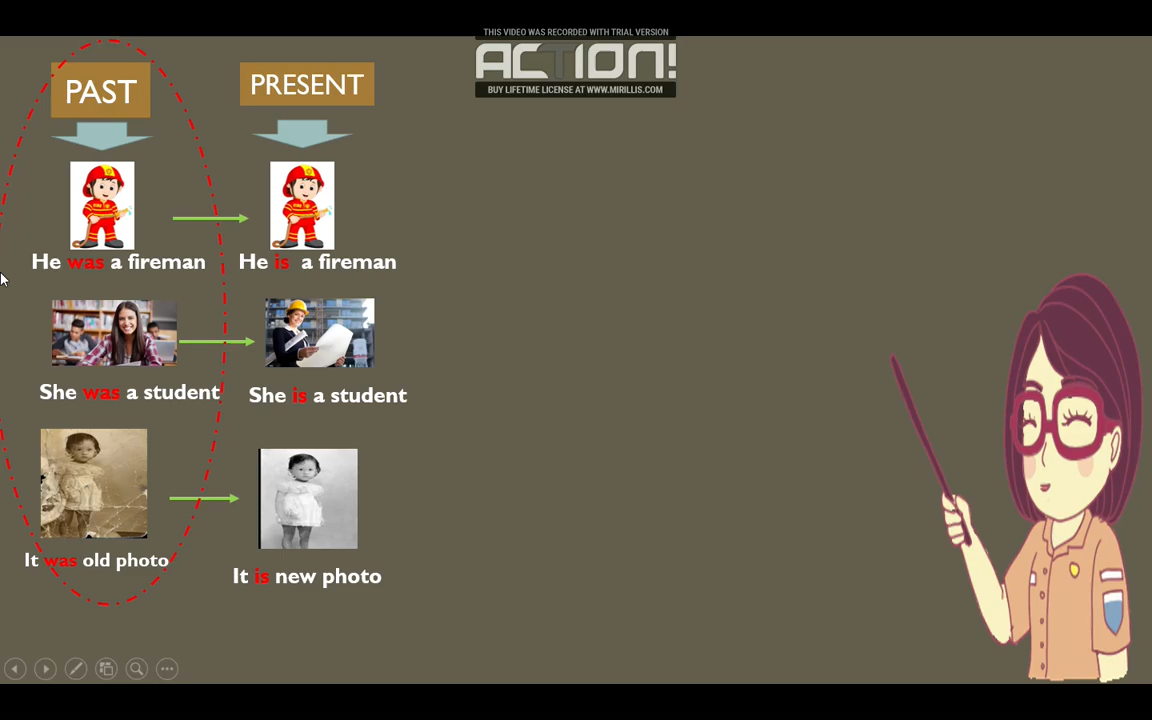 THIS VIDEO WAS RECORDED WITH TRIAL VERSION
ACTION!
BUY LIFETIME LICENSE AT WWW.MIRILLIS.COM
PAST
PRESENT
He was a fireman
He is a fireman
She was a student
She is a student
It was old photo
It is new photo